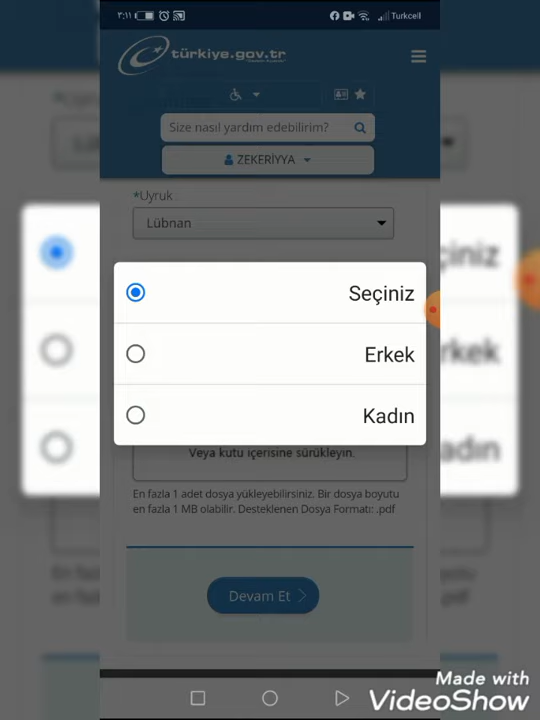 ٣:١١
Turkcell
türkiye.gov.tr
Size nasıl yardım edebilirim?
ZEKERİYYA
*Uyruk
Lübnan
Seçiniz
Erkek
Kadın
Veya kutu içerisine sürükleyin.
En fazla 1 adet dosya yükleyebilirsiniz. Bir dosya boyutu
en fazla 1 MB olabilir. Desteklenen Dosya Formatı: .pdf
Devam Et
Made with
VideoShow